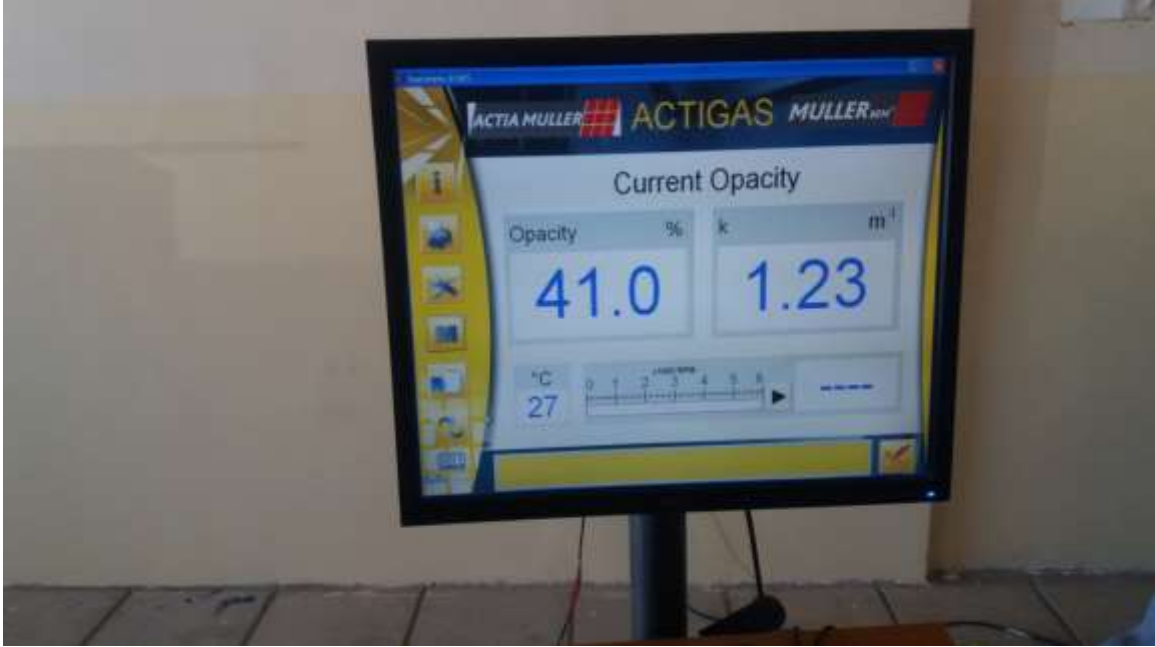 ACTIA MULLER ACTIGAS MULLER
Current Opacity
Opacity % k m⁻¹
41.0 1.23
°C 0 1 2 3 4 5 6
27 ----